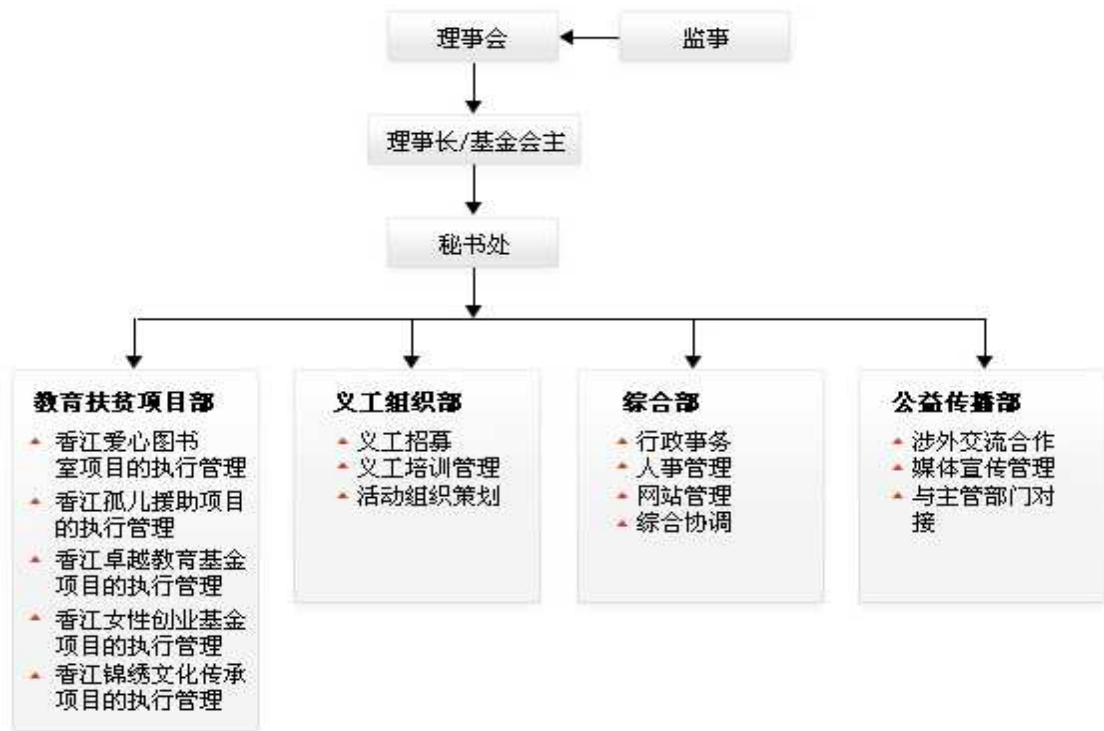 理事会
监事
理事长/基金会主
秘书处
教育扶贫项目部
香江爱心图书
室项目的执行管理
香江孤儿援助项目
的执行管理
香江卓越教育基金
项目的执行管理
香江女性创业基金
项目的执行管理
香江锦绣文化传承
项目的执行管理
义工组织部
义工招募
义工培训管理
活动组织策划
综合部
行政事务
人事管理
网站管理
综合协调
公益传播部
涉外交流合作
媒体宣传管理
与主管部门对
接